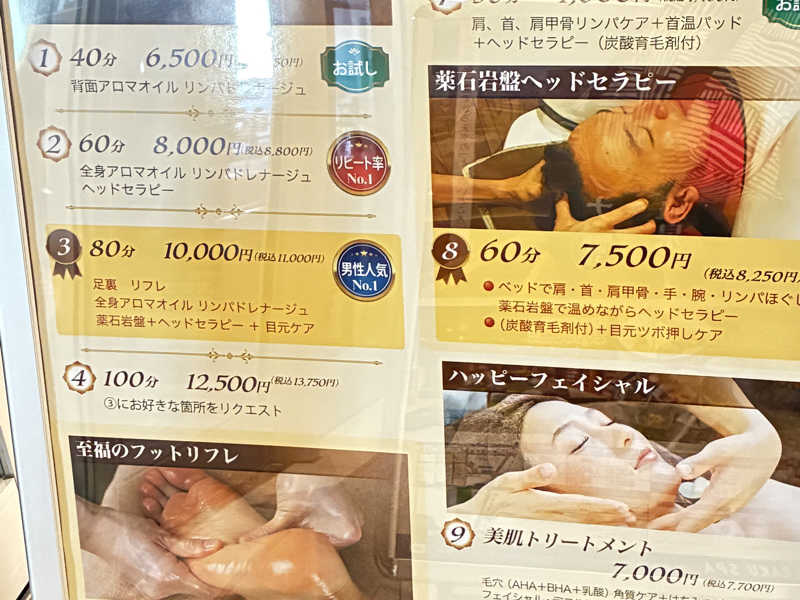 1 40分 6,500円
お試し
背面アロマオイル リンパドレナージュ
2 60分 8,000円(税込8,800円)
リピート率
No.1
全身アロマオイル リンパドレナージュ
ヘッドセラピー
3 80分 10,000円(税込11,000円)
男性人気
No.1
足裏 リフレ
全身アロマオイル リンパドレナージュ
薬石岩盤+ヘッドセラピー + 目元ケア
4 100分 12,500円(税込13,750円)
③にお好きな箇所をリクエスト
至福のフットリフレ
肩、首、肩甲骨リンパケア+首温パッド
+ヘッドセラピー(炭酸育毛剤付)
薬石岩盤ヘッドセラピー
8 60分 7,500円
(税込8,250円)
●ベッドで肩・首・肩甲骨・手・腕・リンパほぐし
薬石岩盤で温めながらヘッドセラピー
●(炭酸育毛剤付)+目元ツボ押しケア
ハッピーフェイシャル
9 美肌トリートメント
7,000円(税込7,700円)
毛穴(AHA+BHA+乳酸)角質ケア+